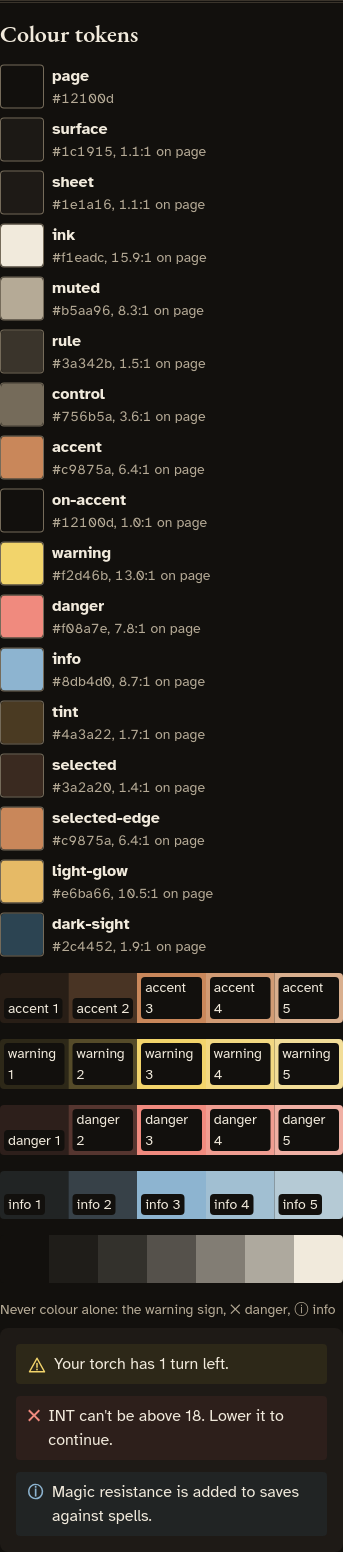 Colour tokens
page
#12100d
surface
#1c1915, 1.1:1 on page
sheet
#1e1a16, 1.1:1 on page
ink
#f1eadc, 15.9:1 on page
muted
#b5aa96, 8.3:1 on page
rule
#3a342b, 1.5:1 on page
control
#756b5a, 3.6:1 on page
accent
#c9875a, 6.4:1 on page
on-accent
#12100d, 1.0:1 on page
warning
#f2d46b, 13.0:1 on page
danger
#f08a7e, 7.8:1 on page
info
#8db4d0, 8.7:1 on page
tint
#4a3a22, 1.7:1 on page
selected
#3a2a20, 1.4:1 on page
selected-edge
#c9875a, 6.4:1 on page
light-glow
#e6ba66, 10.5:1 on page
dark-sight
#2c4452, 1.9:1 on page
accent 1 accent 2 accent 3 accent 4 accent 5
warning 1 warning 2 warning 3 warning 4 warning 5
danger 1 danger 2 danger 3 danger 4 danger 5
info 1 info 2 info 3 info 4 info 5
Never colour alone: the warning sign, ✕ danger, ⓘ info
⚠ Your torch has 1 turn left.
✕ INT can't be above 18. Lower it to
continue.
ⓘ Magic resistance is added to saves
against spells.